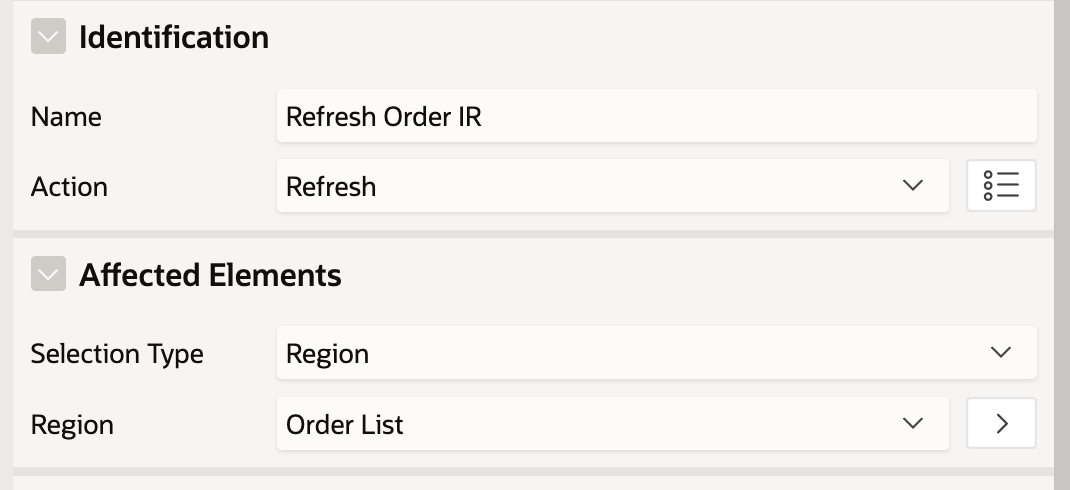 Identification
Name
Refresh Order IR
Action
Refresh
Affected Elements
Selection Type
Region
Region
Order List